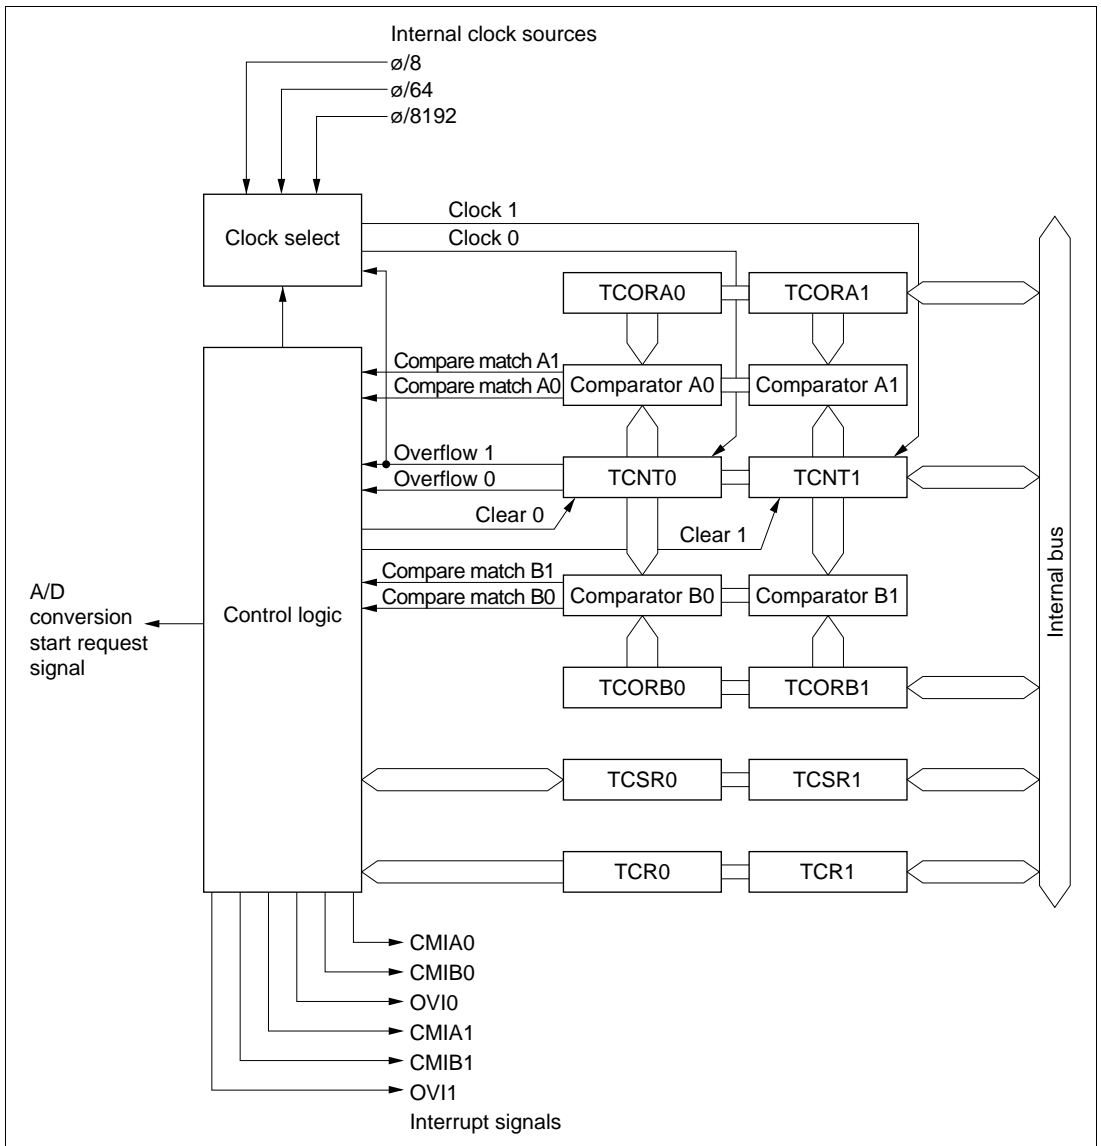 Internal clock sources
ø/8
ø/64
ø/8192
Clock select
Clock 1
Clock 0
TCORA0
TCORA1
Compare match A1
Compare match A0
Comparator A0
Comparator A1
Overflow 1
Overflow 0
TCNT0
TCNT1
Clear 0
Clear 1
Internal bus
Compare match B1
Compare match B0
Comparator B0
Comparator B1
A/D
conversion
start request
signal
Control logic
TCORB0
TCORB1
TCSR0
TCSR1
TCR0
TCR1
CMIA0
CMIB0
OVI0
CMIA1
CMIB1
OVI1
Interrupt signals